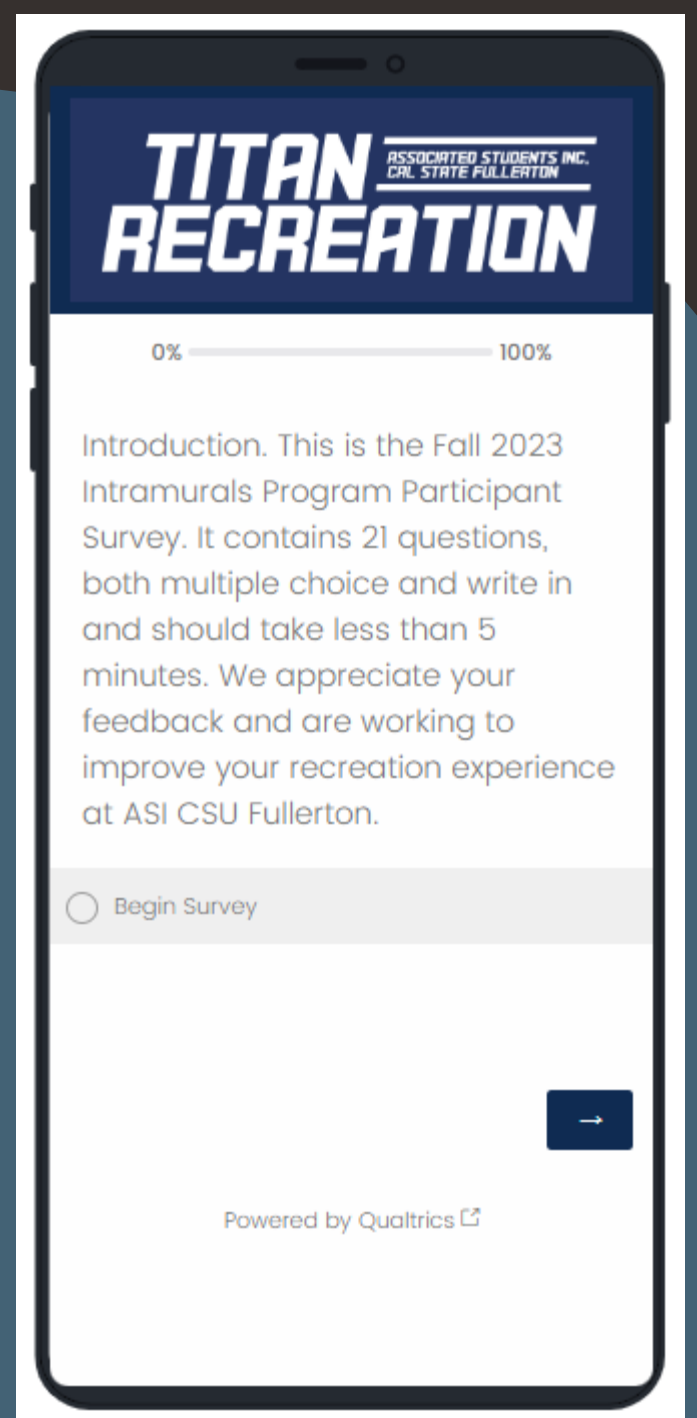 TITAN
ASSOCIATED STUDENTS INC.
CAL STATE FULLERTON
RECREATION
0% 100%
Introduction. This is the Fall 2023
Intramurals Program Participant
Survey. It contains 21 questions,
both multiple choice and write in
and should take less than 5
minutes. We appreciate your
feedback and are working to
improve your recreation experience
at ASI CSU Fullerton.
Begin Survey
→
Powered by Qualtrics